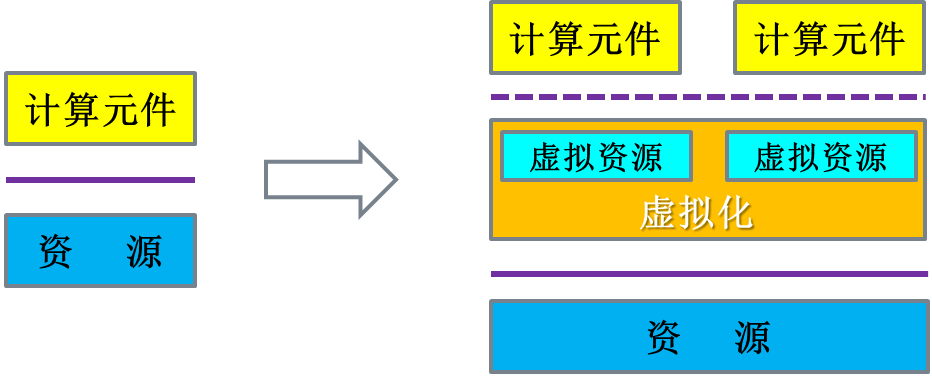 计算元件
资 源
计算元件 计算元件
虚拟资源 虚拟资源
虚拟化
资 源